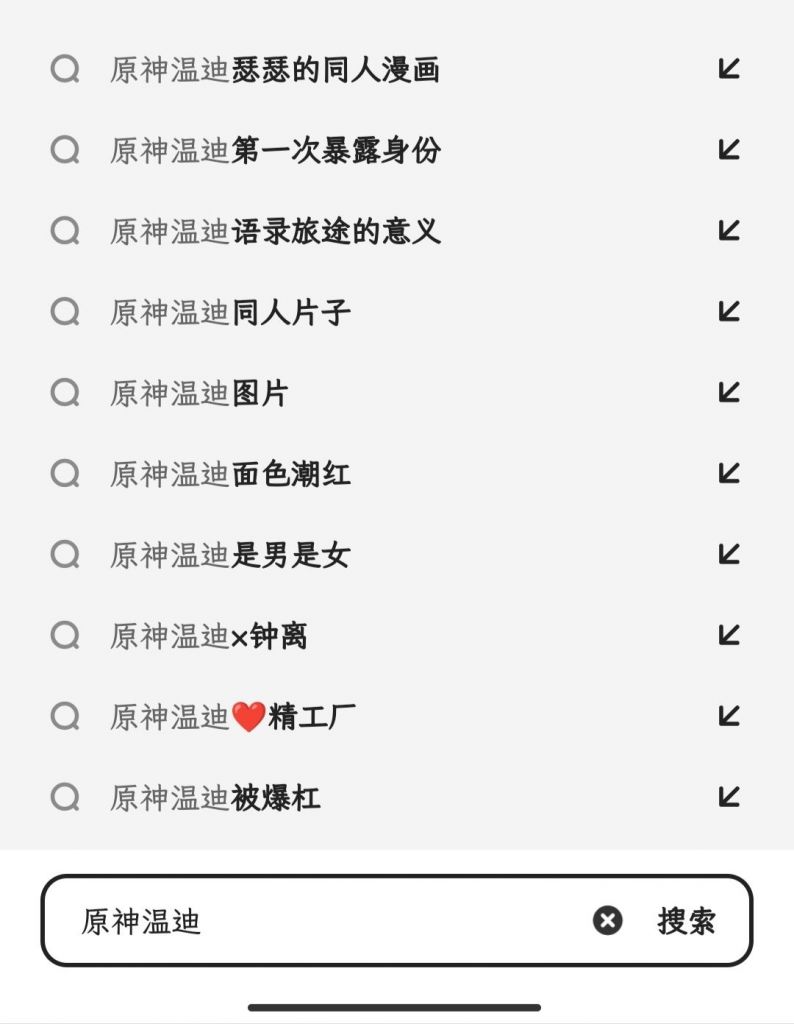 原神温迪瑟瑟的同人漫画
原神温迪第一次暴露身份
原神温迪语录旅途的意义
原神温迪同人片子
原神温迪图片
原神温迪面色潮红
原神温迪是男是女
原神温迪×钟离
原神温迪❤️精工厂
原神温迪被爆杠
原神温迪 搜索